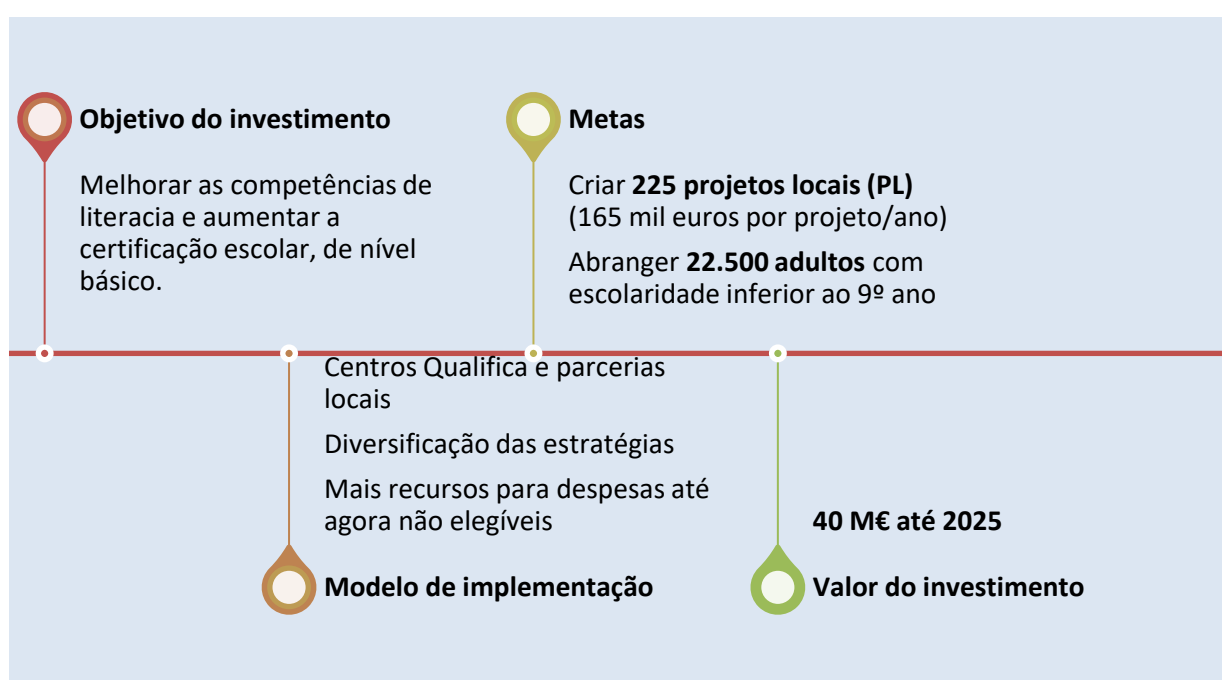 Objetivo do investimento
Melhorar as competências de
literacia e aumentar a
certificação escolar, de nível
básico.
Centros Qualifica e parcerias
locais
Diversificação das estratégias
Mais recursos para despesas até
agora não elegíveis
Modelo de implementação
Metas
Criar 225 projetos locais (PL)
(165 mil euros por projeto/ano)
Abranger 22.500 adultos com
escolaridade inferior ao 9º ano
40 M€ até 2025
Valor do investimento